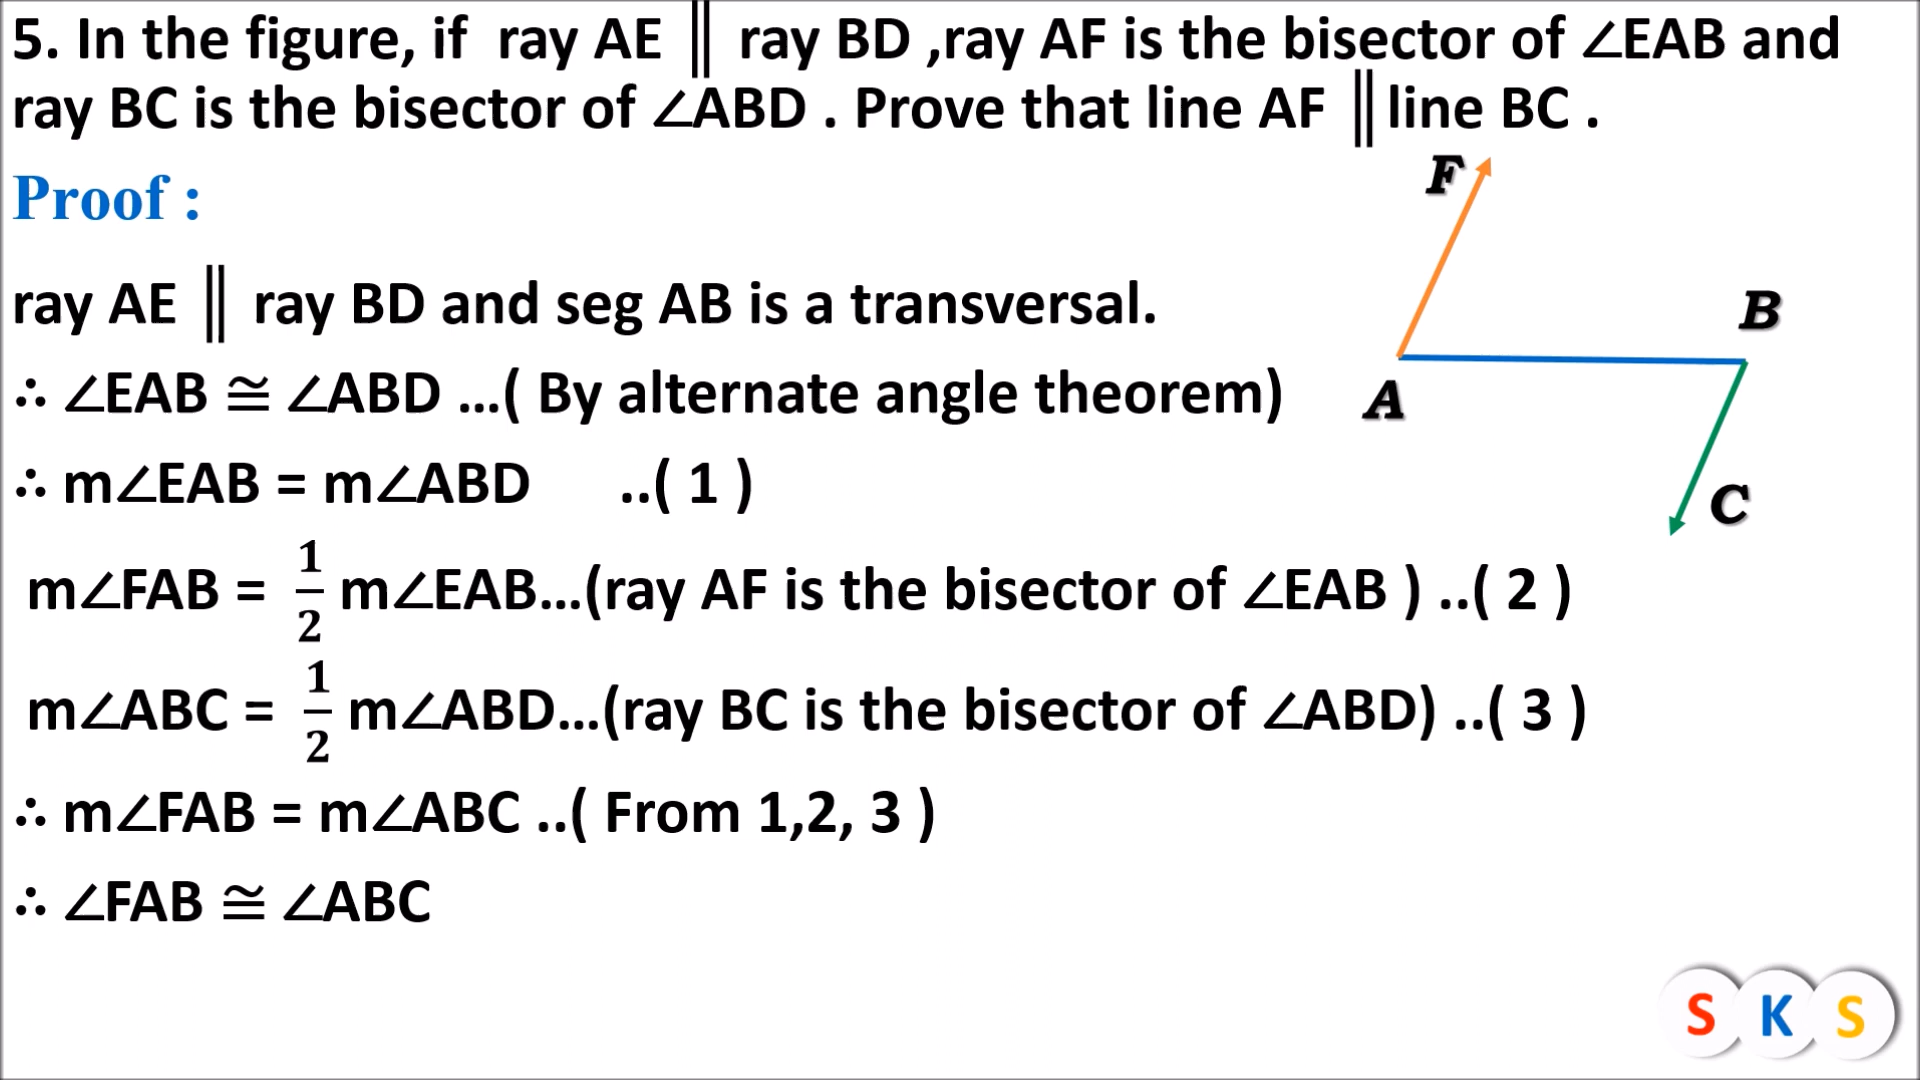 5. In the figure, if ray AE ∥ ray BD ,ray AF is the bisector of ∠EAB and
ray BC is the bisector of ∠ABD . Prove that line AF ∥ line BC .
Proof :
F
ray AE ∥ ray BD and seg AB is a transversal.
B
∴ ∠EAB ≅ ∠ABD ...( By alternate angle theorem)
A
∴ m∠EAB = m∠ABD ..( 1 )
C
m∠FAB = 1/2 m∠EAB...(ray AF is the bisector of ∠EAB ) ..( 2 )
m∠ABC = 1/2 m∠ABD...(ray BC is the bisector of ∠ABD) ..( 3 )
∴ m∠FAB = m∠ABC ..( From 1,2, 3 )
∴ ∠FAB ≅ ∠ABC
S K S